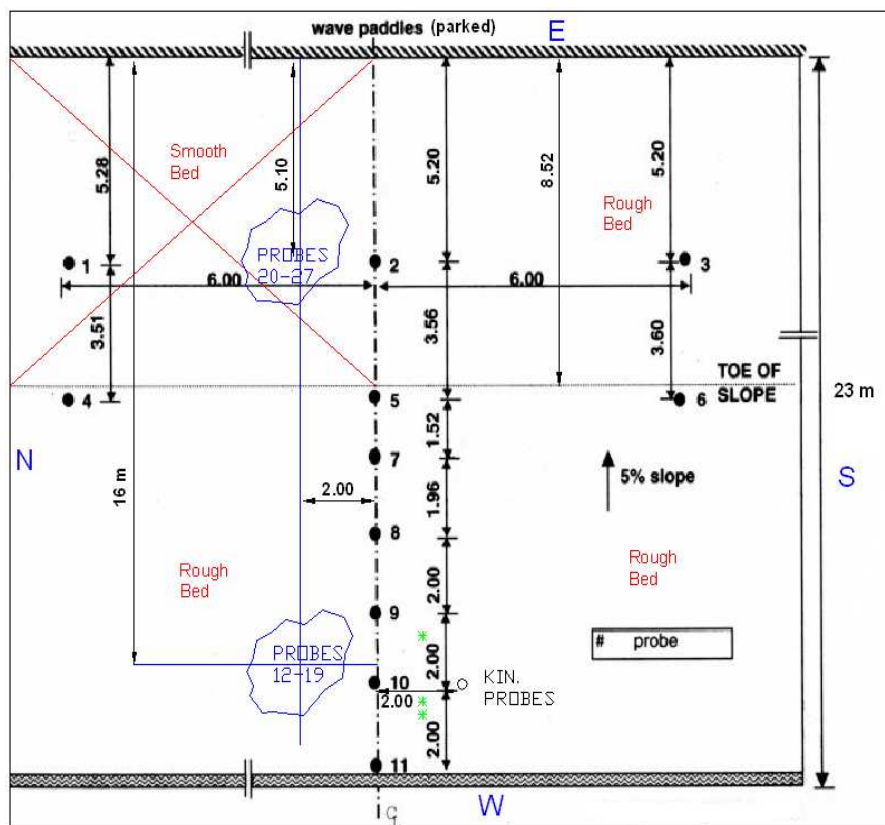 wave paddles (parked)
E
5.28
Smooth
Bed
5.10
5.20
8.52
5.20
Rough
Bed
1
PROBES
20-27
2
3
6.00
6.00
3.51
3.56
3.60
TOE OF
SLOPE
4
5
6
23 m
1.52
N
7
S
16 m
2.00
5% slope
1.96
8
Rough
Bed
Rough
Bed
2.00
9
PROBES
12-19
*
2.00
# probe
10
2.00
KIN.
PROBES
*
*
2.00
11
W
C
L